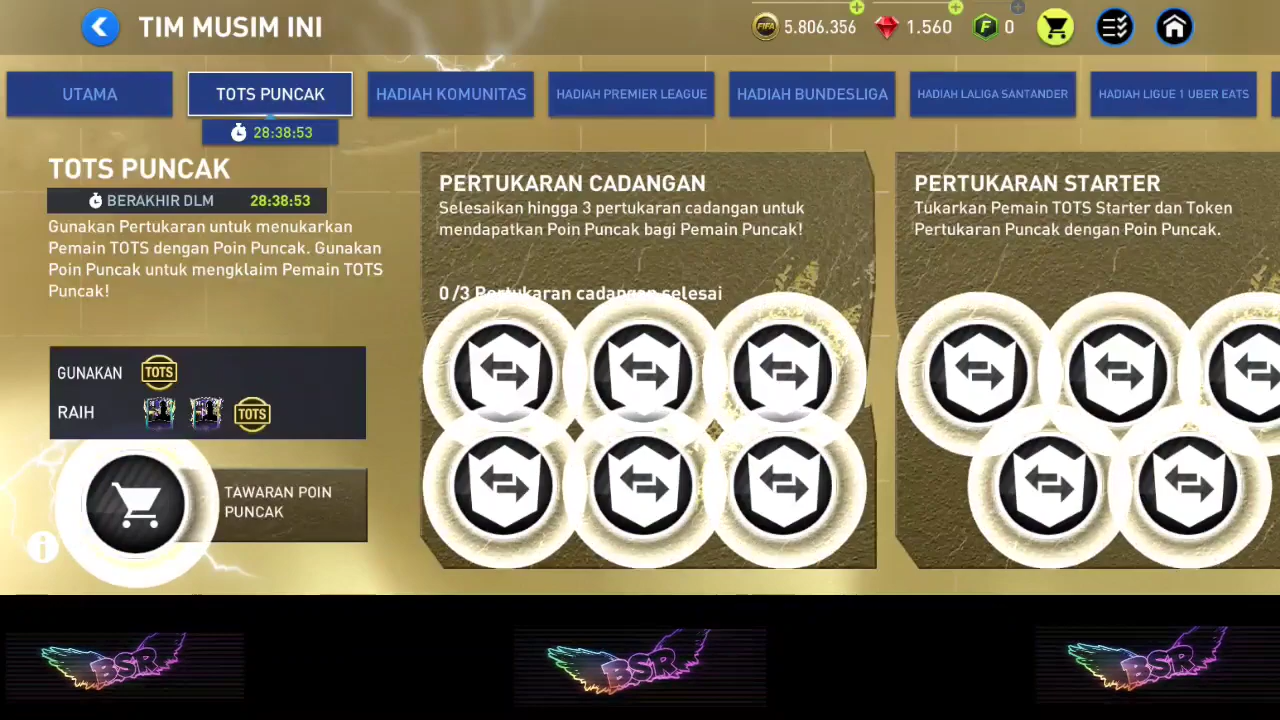 TIM MUSIM INI
FIFA 5.806.356 1.560 F 0
UTAMA
TOTS PUNCAK
HADIAH KOMUNITAS
HADIAH PREMIER LEAGUE
HADIAH BUNDESLIGA
HADIAH LALIGA SANTANDER
HADIAH LIGUE 1 UBER EATS
28:38:53
TOTS PUNCAK
BERAKHIR DLM 28:38:53
Gunakan Pertukaran untuk menukarkan
Pemain TOTS dengan Poin Puncak. Gunakan
Poin Puncak untuk mengklaim Pemain TOTS
Puncak!
GUNAKAN TOTS
RAIH TOTS
TAWARAN POIN
PUNCAK
i
PERTUKARAN CADANGAN
Selesaikan hingga 3 pertukaran cadangan untuk
mendapatkan Poin Puncak bagi Pemain Puncak!
0/3 Pertukaran cadangan selesai
PERTUKARAN STARTER
Tukarkan Pemain TOTS Starter dan Token
Pertukaran Puncak dengan Poin Puncak.
BSR
BSR
BSR